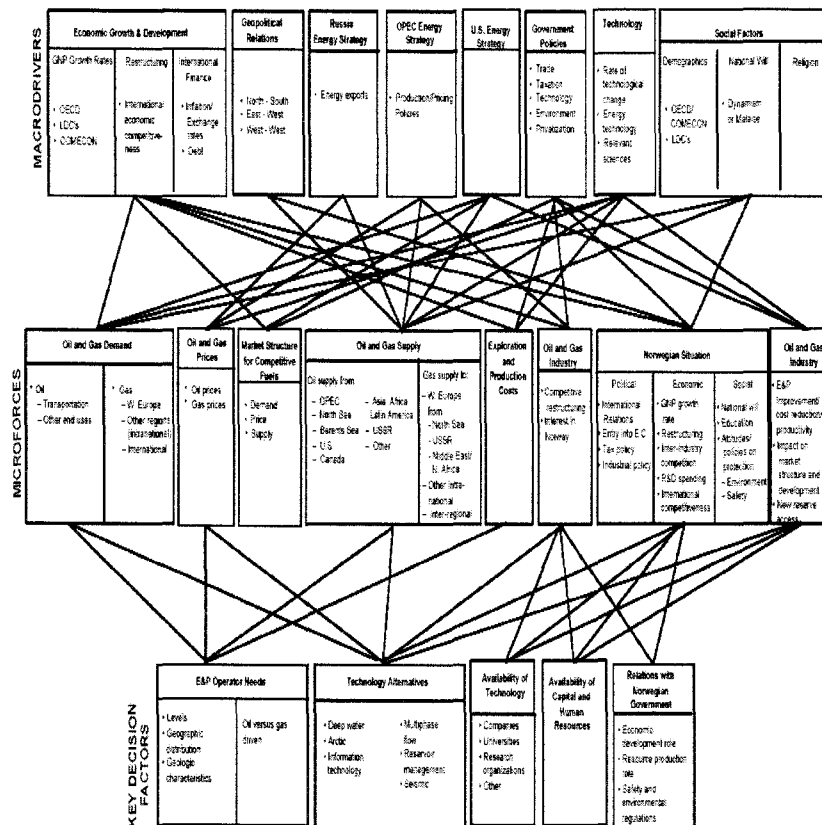 MACRODRIVERS
Economic Growth & Development
GNP Growth Rates
• OECD
• LDC's
• COMECON
Restructuring
• International
economic
competitive-
ness
International
Finance
• Inflation/
Exchange
rates
• Debt
Geopolitical
Relations
• North - South
• East - West
• West - West
Russia
Energy Strategy
• Energy exports
OPEC Energy
Strategy
• Production/Pricing
Policies
U.S. Energy
Strategy
Government
Policies
• Trade
• Taxation
• Technology
• Environment
• Privatization
Technology
• Rate of
technological
change
• Energy
technology
• Relevant
sciences
Social Factors
Demographics
• OECD/
COMECON
• LDC's
National Will
• Dynamism
or Malaise
Religion
MICROFORCES
Oil and Gas Demand
• Oil
– Transportation
– Other end uses
• Gas
– W. Europe
– Other regions
(intranational)
– International
Oil and Gas
Prices
• Oil prices
• Gas prices
Market Structure
for Competitive
Fuels
• Demand
• Price
• Supply
Oil and Gas Supply
Oil supply from
– OPEC
– North Sea
– Barents Sea
– U.S
– Canada
– Asia, Africa
Latin America
– USSR
– Other
Gas supply to:
– W. Europe
from
– North Sea
– USSR
– Middle East/
N. Africa
– Other intra-
national
– Inter-regional
Exploration
and
Production
Costs
Oil and Gas
Industry
• Competitive
restructuring
• Interest in
Norway
Norwegian Situation
Political
• International
Relations
• Entry into E.C
• Tax policy
• Industrial policy
Economic
• GNP growth
rate
• Restructuring
• Inter-industry
competition
• R&D spending
• International
competitiveness
Social
• National will
• Education
• Attitudes/
policies on
protection
– Environment
– Safety
Oil and Gas
Industry
• E&P
Improvement/
cost reduction/
productivity
• Impact on
market
structure and
development
• New reserve
access
KEY DECISION
FACTORS
E&P Operator Needs
• Levels
• Geographic
distribution
• Geologic
characteristics
Oil versus gas
driven
Technology Alternatives
• Deep water
• Arctic
• Information
technology
• Multiphase
flow
• Reservoir
management
• Seismic
Availability of
Technology
• Companies
• Universities
• Research
organizations
• Other
Availability of
Capital and
Human
Resources
Relations with
Norwegian
Government
• Economic
development role
• Resource production
role
• Safety and
environmental
regulations